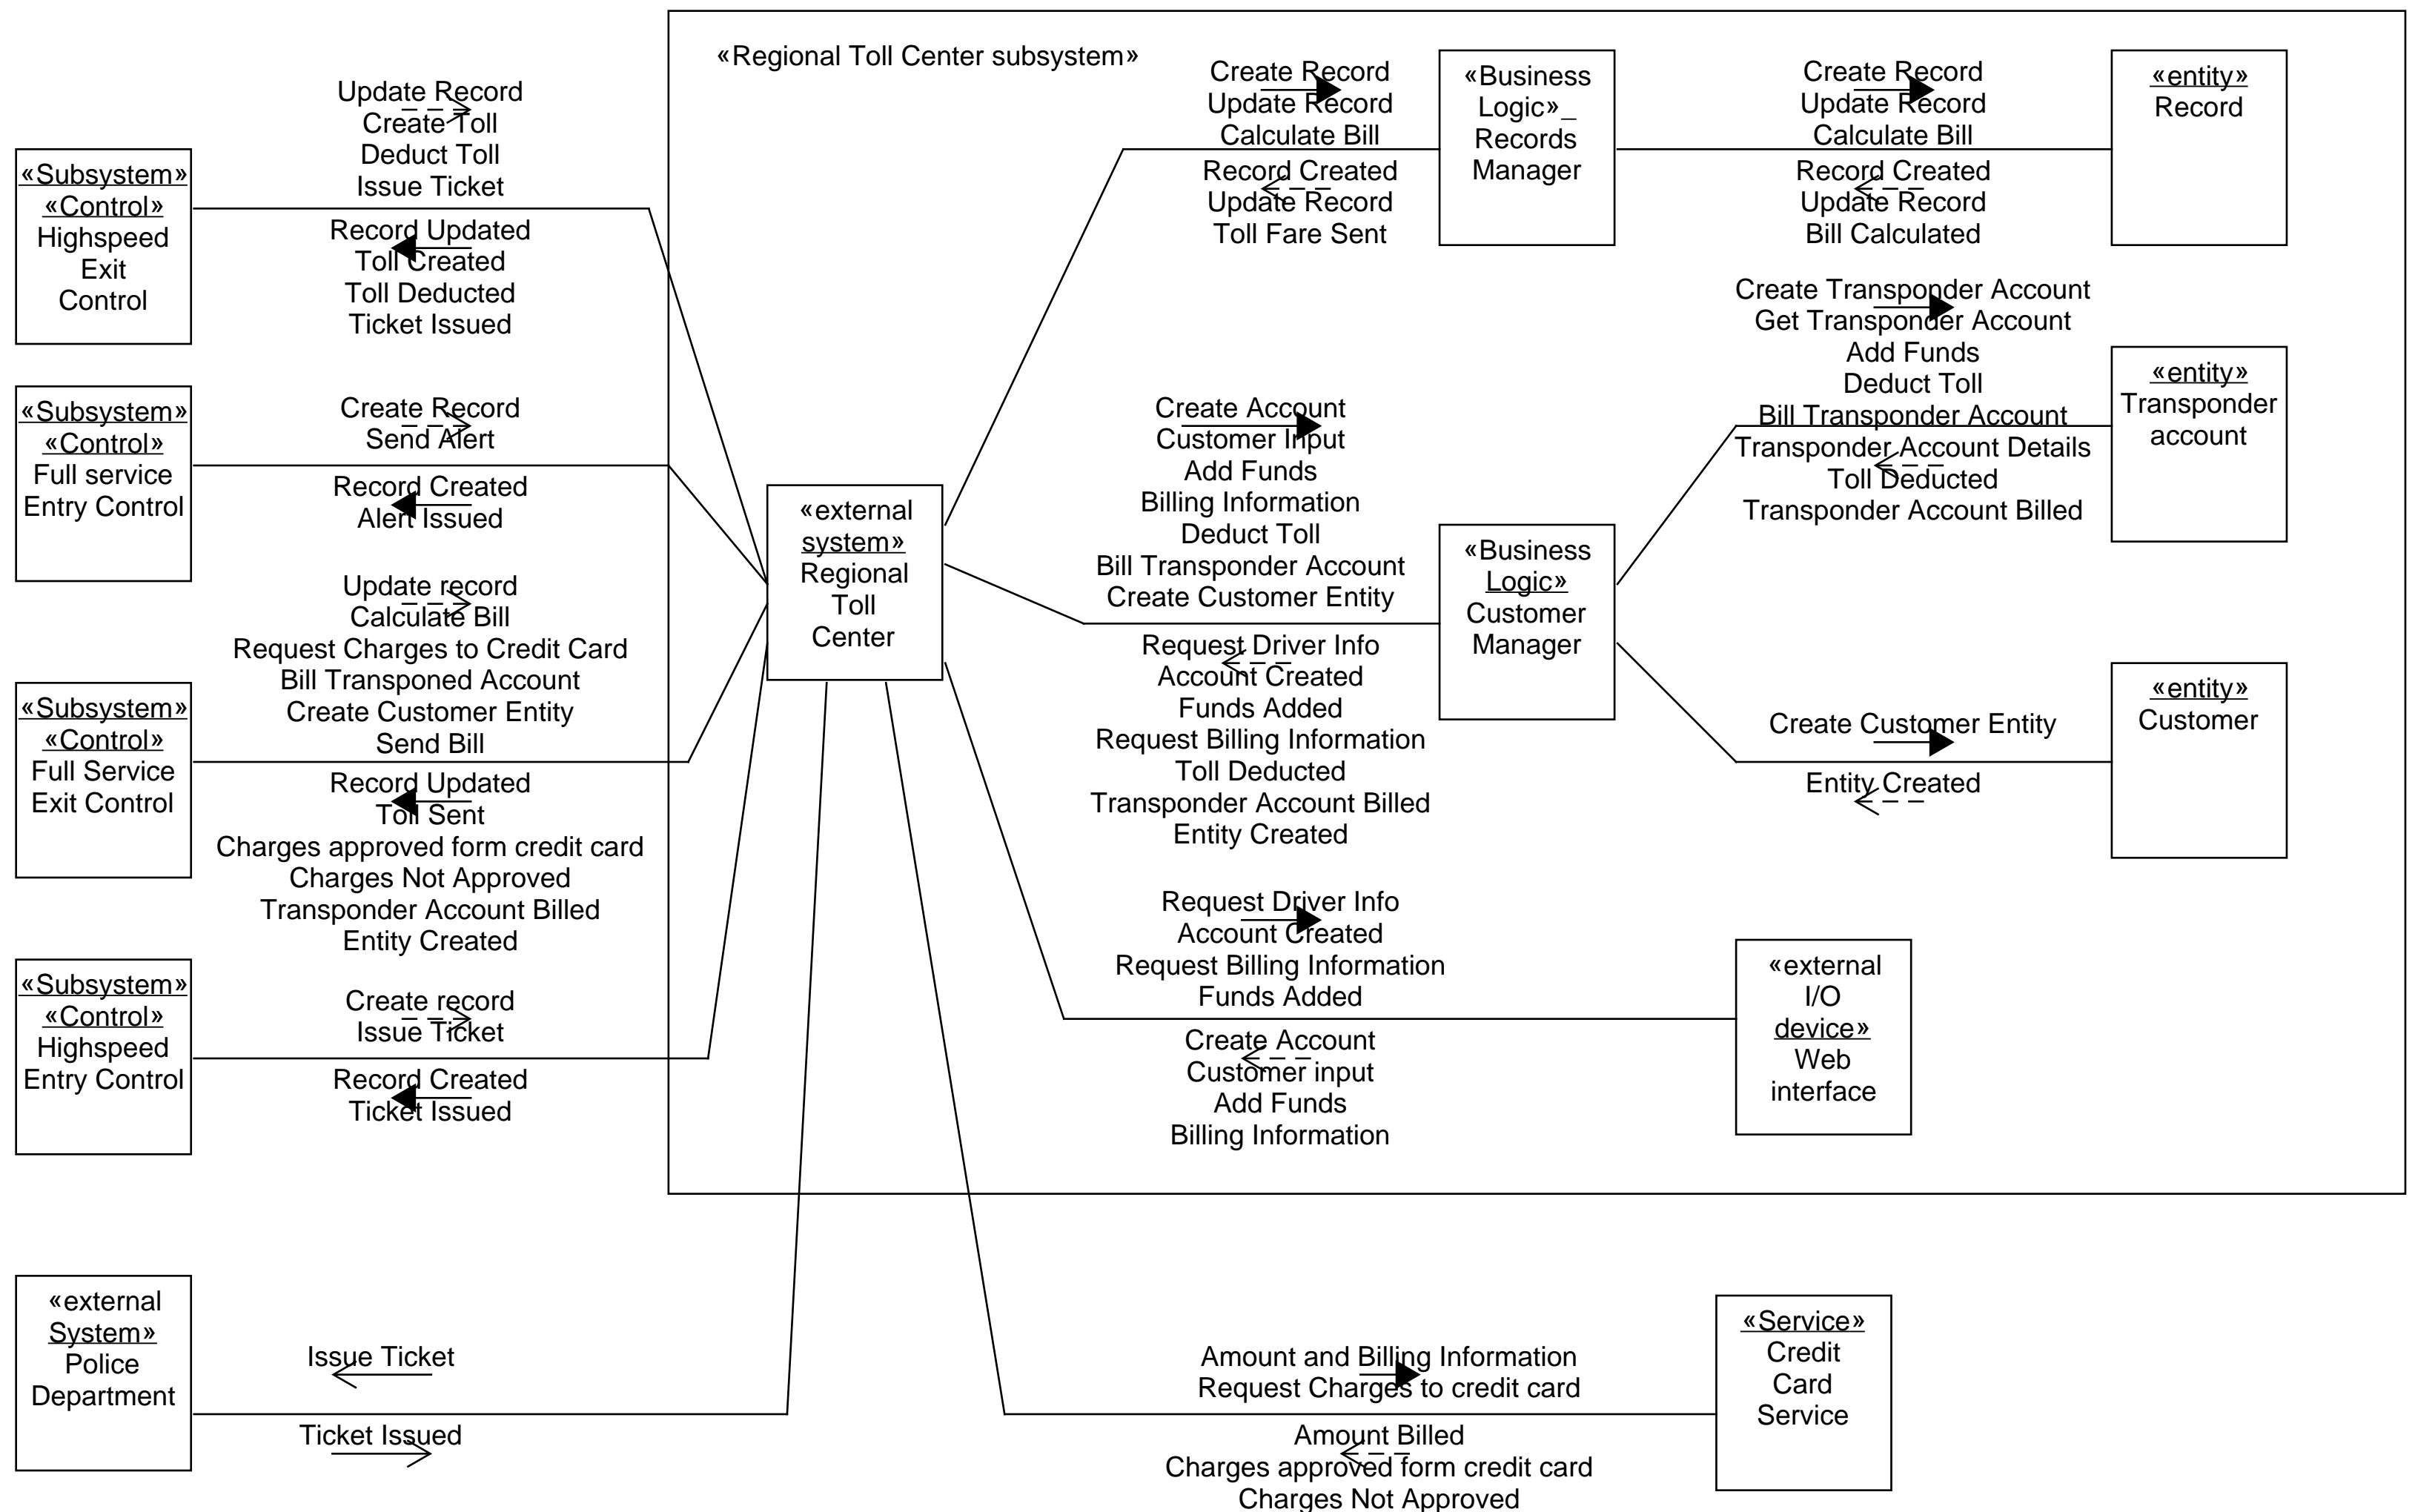 «Regional Toll Center subsystem»
Update Record
Create Toll
Deduct Toll
Issue Ticket
«Subsystem»
«Control»
Highspeed
Exit
Control
Record Updated
Toll Created
Toll Deducted
Ticket Issued
Create Record
Update Record
Calculate Bill
Record Created
Update Record
Toll Fare Sent
«Business
Logic»_
Records
Manager
Create Record
Update Record
Calculate Bill
Record Created
Update Record
Bill Calculated
«entity»
Record
«Subsystem»
«Control»
Full service
Entry Control
Create Record
Send Alert
Record Created
Alert Issued
«external
system»
Regional
Toll
Center
Create Account
Customer Input
Add Funds
Billing Information
Deduct Toll
Bill Transponder Account
Create Customer Entity
Request Driver Info
Account Created
Funds Added
Request Billing Information
Toll Deducted
Transponder Account Billed
Entity Created
«Business
Logic»
Customer
Manager
Create Transponder Account
Get Transponder Account
Add Funds
Deduct Toll
Bill Transponder Account
Transponder Account Details
Toll Deducted
Transponder Account Billed
«entity»
Transponder
account
Create Customer Entity
Entity Created
«entity»
Customer
Update record
Calculate Bill
Request Charges to Credit Card
Bill Transponed Account
Create Customer Entity
Send Bill
«Subsystem»
«Control»
Full Service
Exit Control
Record Updated
Toll Sent
Charges approved form credit card
Charges Not Approved
Transponder Account Billed
Entity Created
«Subsystem»
«Control»
Highspeed
Entry Control
Create record
Issue Ticket
Record Created
Ticket Issued
Request Driver Info
Account Created
Request Billing Information
Funds Added
Create Account
Customer input
Add Funds
Billing Information
«external
I/O
device»
Web
interface
«external
System»
Police
Department
Issue Ticket
Ticket Issued
Amount and Billing Information
Request Charges to credit card
Amount Billed
Charges approved form credit card
Charges Not Approved
«Service»
Credit
Card
Service